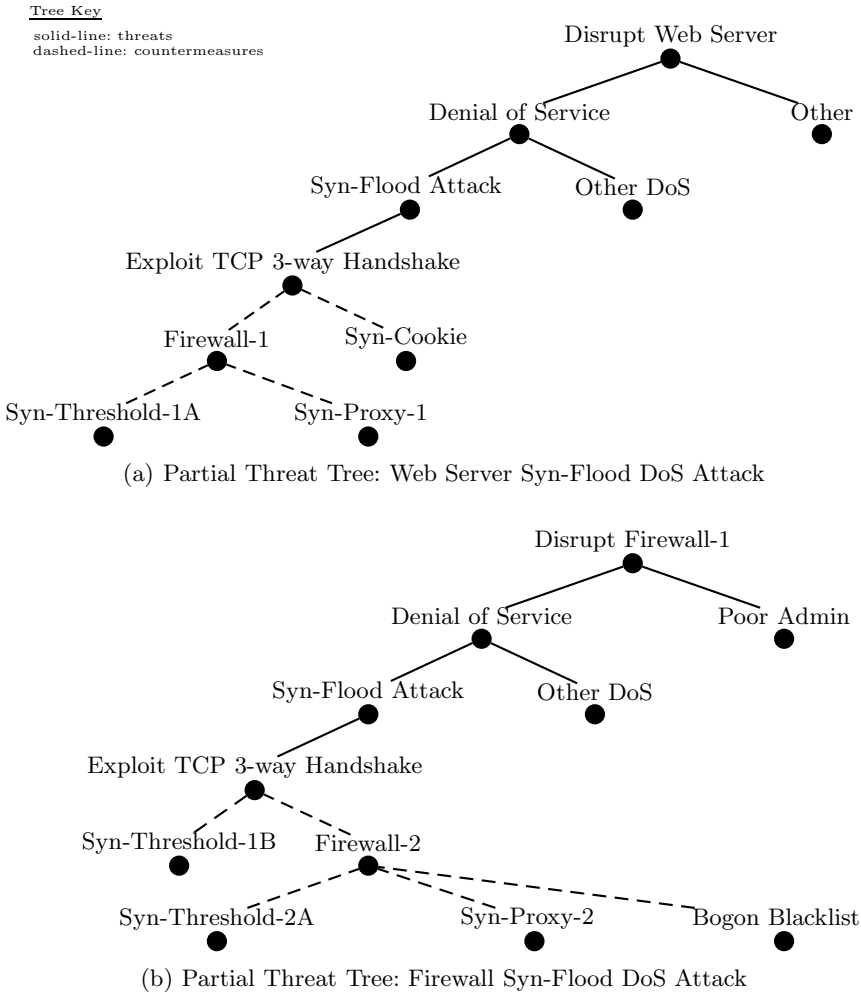 Tree Key
solid-line: threats
dashed-line: countermeasures
Disrupt Web Server
Denial of Service
Other
Syn-Flood Attack
Other DoS
Exploit TCP 3-way Handshake
Firewall-1
Syn-Cookie
Syn-Threshold-1A
Syn-Proxy-1
(a) Partial Threat Tree: Web Server Syn-Flood DoS Attack
Disrupt Firewall-1
Denial of Service
Poor Admin
Syn-Flood Attack
Other DoS
Exploit TCP 3-way Handshake
Syn-Threshold-1B
Firewall-2
Syn-Threshold-2A
Syn-Proxy-2
Bogon Blacklist
(b) Partial Threat Tree: Firewall Syn-Flood DoS Attack